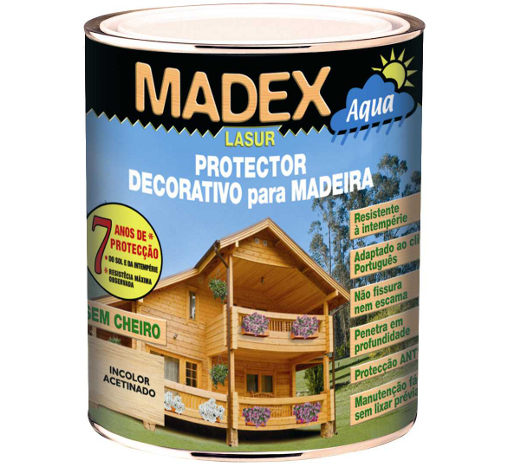 MADEX
Aqua
LASUR
PROTECTOR
DECORATIVO para MADEIRA
7 ANOS DE*
PROTECÇÃO
• DO SOL E DA INTEMPÉRIE
* RESISTÊCIA MÁXIMA
OBSERVADA
SEM CHEIRO
INCOLOR
ACETINADO
Resistente
à intempérie
Adaptado ao
Português
Não fissura
nem escama
Penetra em
profundidade
Protecção
Manutenção
sem lixar